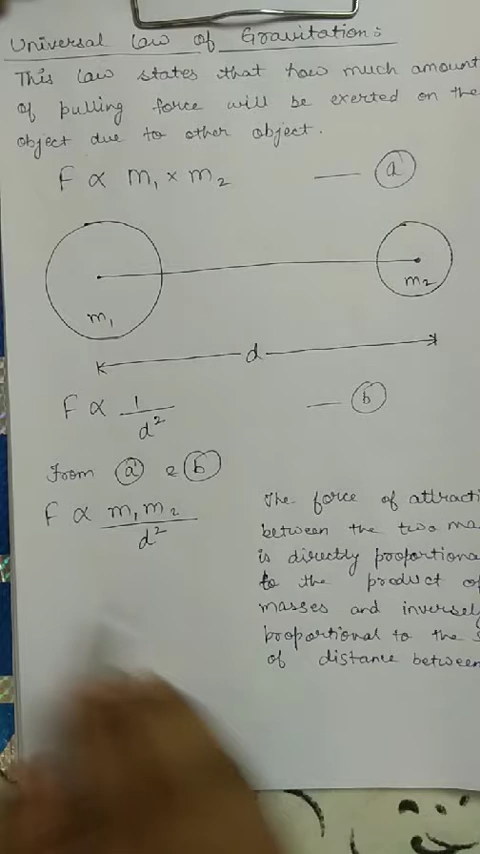 Universal Law of Gravitation:
This law states that how much amount
of pulling force will be exerted on the
object due to other object.
F ∝ m₁ × m₂ — (a)
m₁
m₂
d
F ∝ 1/d² — (b)
From (a) & (b)
F ∝ m₁m₂/d²
The force of attracti
between the two ma
is directly proportiona
to the product of
masses and inversely
proportional to the s
of distance between